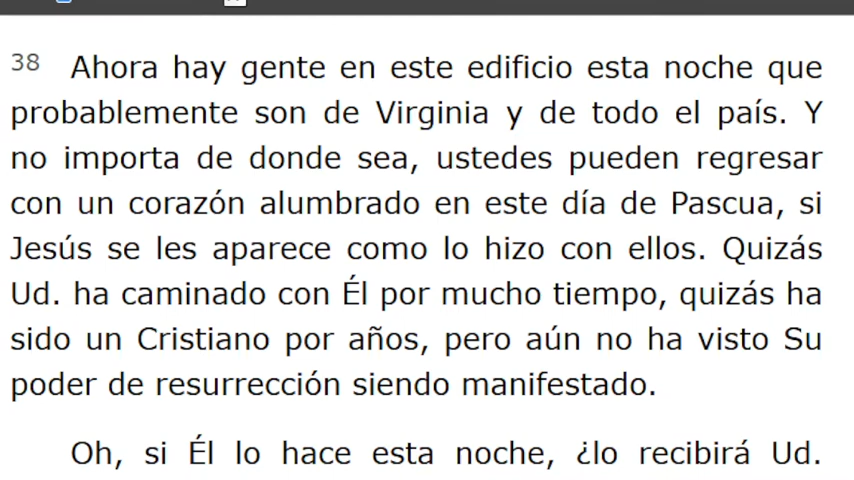 38 Ahora hay gente en este edificio esta noche que
probablemente son de Virginia y de todo el país. Y
no importa de donde sea, ustedes pueden regresar
con un corazón alumbrado en este día de Pascua, si
Jesús se les aparece como lo hizo con ellos. Quizás
Ud. ha caminado con Él por mucho tiempo, quizás ha
sido un Cristiano por años, pero aún no ha visto Su
poder de resurrección siendo manifestado.
Oh, si Él lo hace esta noche, ¿lo recibirá Ud.